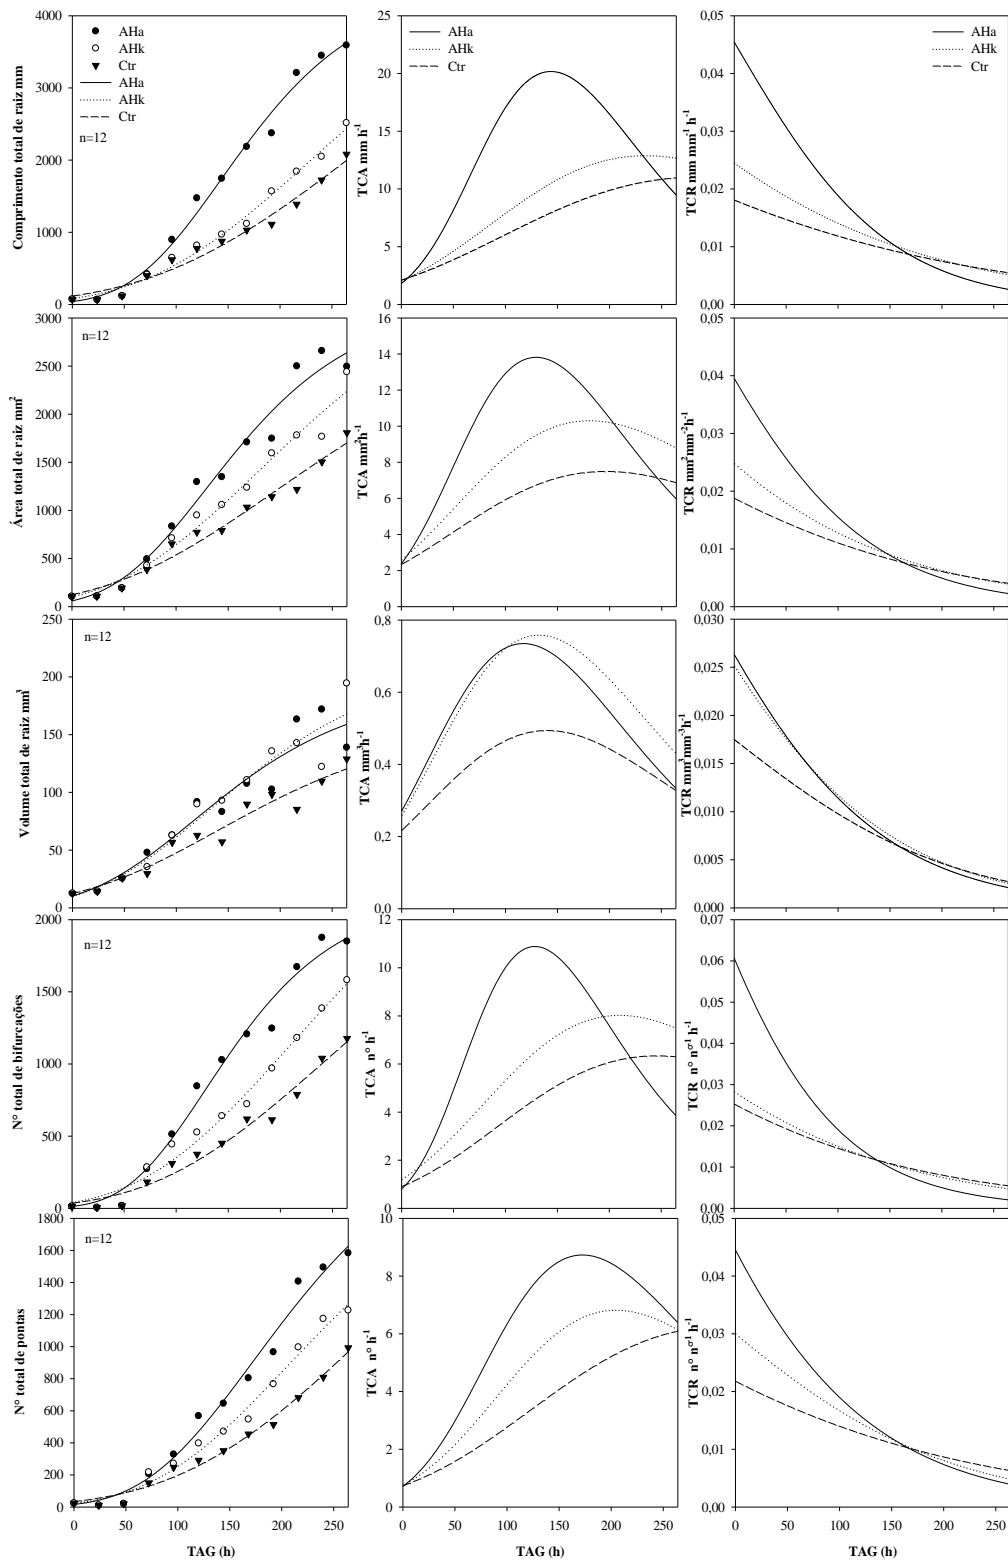 Comprimento total de raiz mm
4000
3000
2000
1000
0
AHa
AHk
Ctr
AHa
AHk
Ctr
n=12
TCA mm h-1
25
20
15
10
5
0
AHa
AHk
Ctr
TCR mm mm-1 h-1
0,05
0,04
0,03
0,02
0,01
0,00
AHa
AHk
Ctr
Área total de raiz mm2
3000
2500
2000
1500
1000
500
0
n=12
TCA mm2h-1
16
14
12
10
8
6
4
2
0
TCR mm2mm-2h-1
0,05
0,04
0,03
0,02
0,01
0,00
Volume total de raiz mm3
250
200
150
100
50
0
n=12
TCA mm3h-1
0,8
0,6
0,4
0,2
0,0
TCR mm3mm-3h-1
0,030
0,025
0,020
0,015
0,010
0,005
0,000
N° total de bifurcações
2000
1500
1000
500
0
n=12
TCA n° h-1
12
10
8
6
4
2
0
TCR n° nº-1 h-1
0,07
0,06
0,05
0,04
0,03
0,02
0,01
0,00
N° total de pontas
1800
1600
1400
1200
1000
800
600
400
200
0
n=12
0 50 100 150 200 250
TAG (h)
TCA n° h-1
10
8
6
4
2
0
0 50 100 150 200 250
TAG (h)
TCR n° nº-1 h-1
0,05
0,04
0,03
0,02
0,01
0,00
0 50 100 150 200 250
TAG (h)